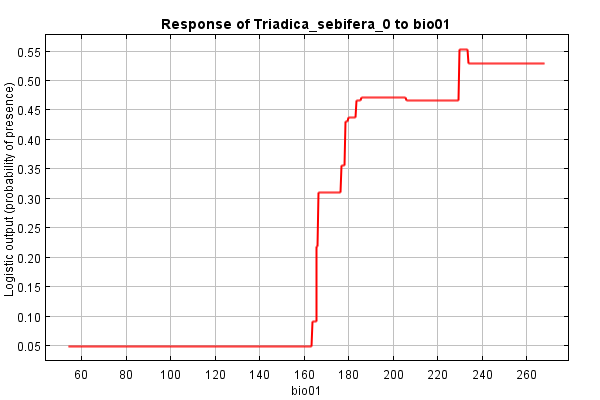 Response of Triadica_sebifera_0 to bio01
Logistic output (probability of presence)
0.55
0.50
0.45
0.40
0.35
0.30
0.25
0.20
0.15
0.10
0.05
60 80 100 120 140 160 180 200 220 240 260
bio01